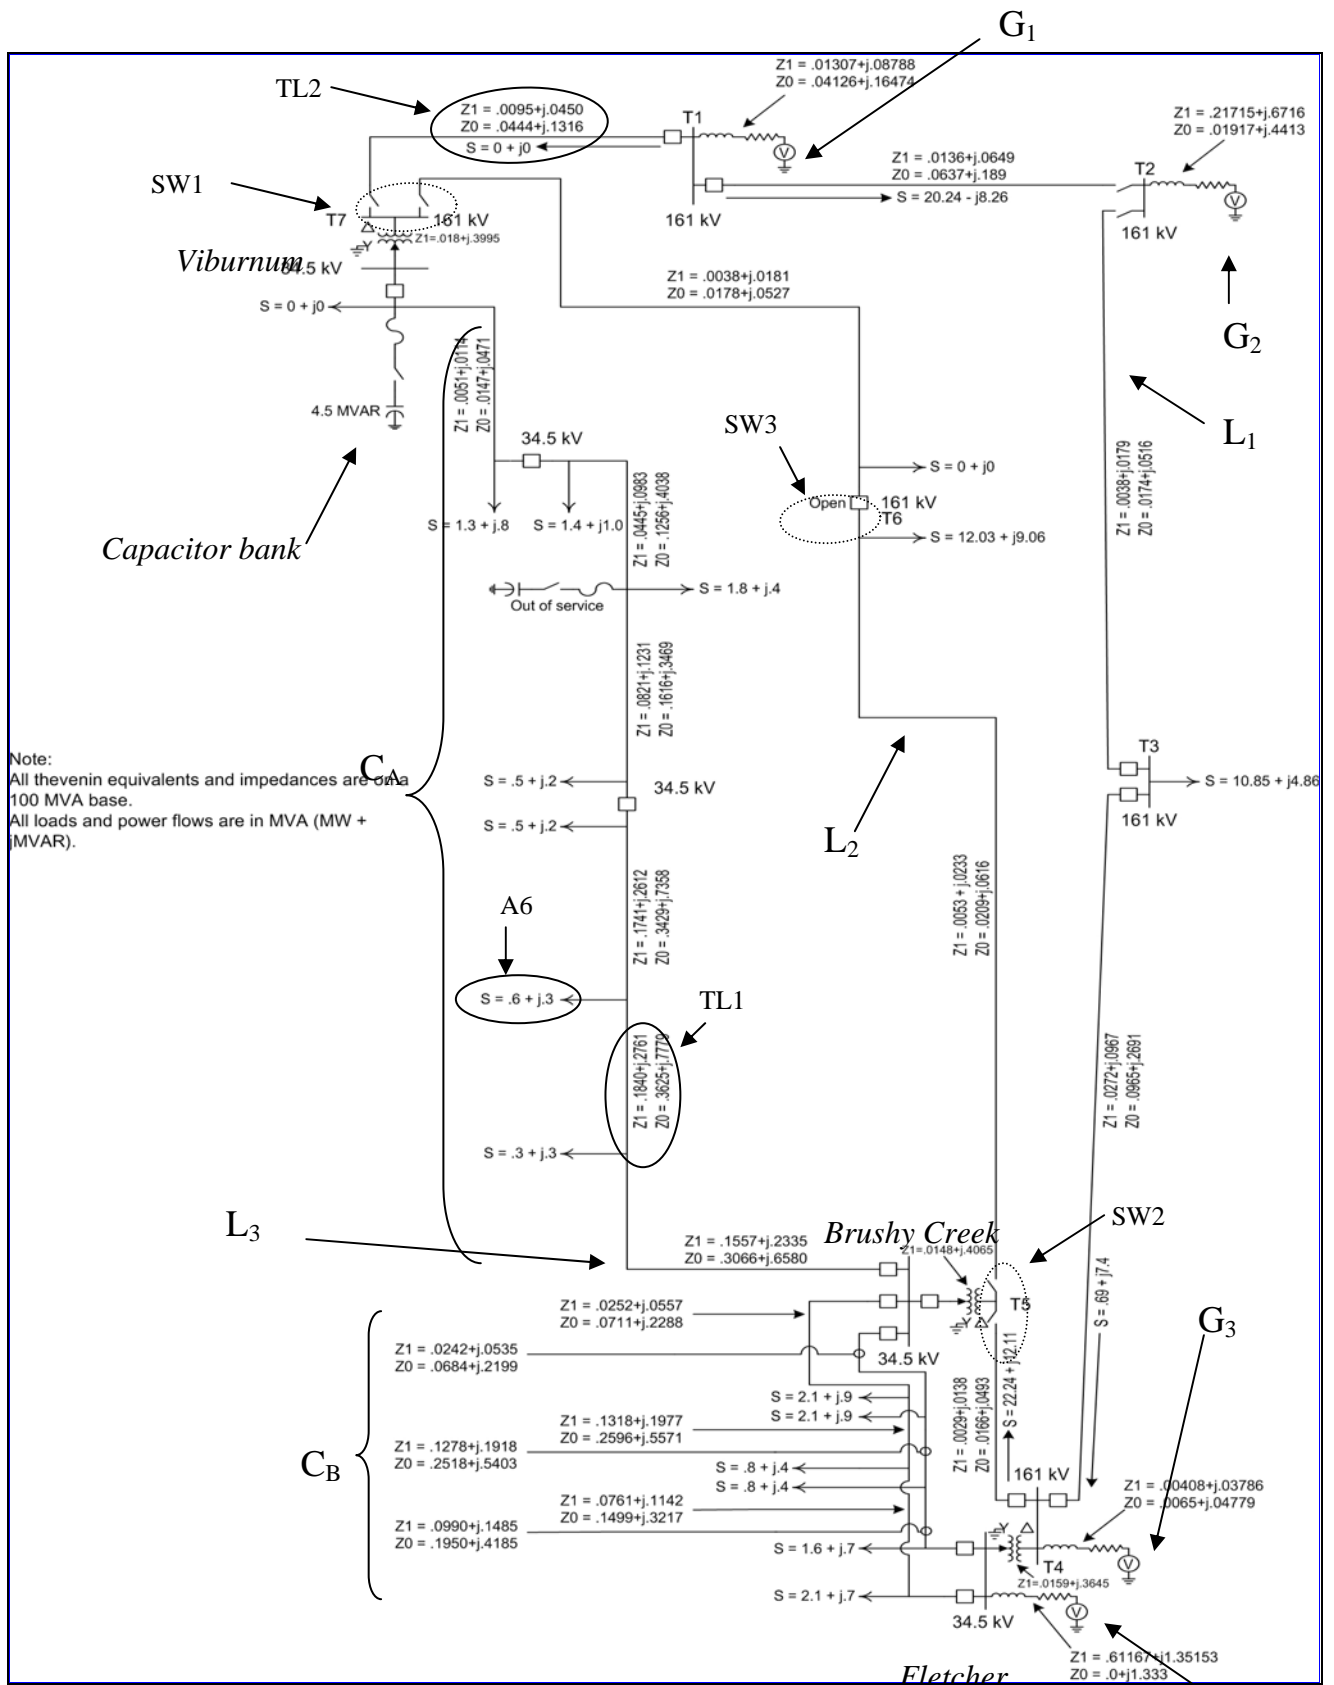 G1
Z1 = .01307+j.08788
Z0 = .04126+j.16474
TL2
Z1 = .0095+j.0450
Z0 = .0444+j.1316
S = 0 + j0
T1
Z1 = .21715+j.6716
Z0 = .01917+j.4413
V
Z1 = .0136+j.0649
Z0 = .0637+j.189
T2
SW1
S = 20.24 - j8.26
V
T7
161 kV
161 kV
161 kV
Z1=.018+j.3995
Y
Viburnum
34.5 kV
Z1 = .0038+j.0181
Z0 = .0178+j.0527
S = 0 + j0
G2
Z1 = .0051+j.0114
Z0 = .0147+j.0471
4.5 MVAR
SW3
L1
34.5 kV
Z1 = .0445+j.0983
Z0 = .1256+j.4038
S = 0 + j0
Z1 = .0038+j.0179
Z0 = .0174+j.0516
Open
161 kV
T6
S = 1.3 + j.8
S = 1.4 + j1.0
S = 12.03 + j9.06
Capacitor bank
S = 1.8 + j.4
Out of service
Z1 = .0821+j.1231
Z0 = .1616+j.3469
T3
Note:
All thevenin equivalents and impedances are on a
100 MVA base.
All loads and power flows are in MVA (MW +
jMVAR).
CA
S = .5 + j.2
34.5 kV
S = 10.85 + j4.86
S = .5 + j.2
161 kV
L2
Z1 = .1741+j.2612
Z0 = .3429+j.7358
Z1 = .0053 + j.0233
Z0 = .0209+j.0616
A6
S = .6 + j.3
TL1
Z1 = .1840+j.2761
Z0 = .3625+j.7779
Z1 = .0272+j.0967
Z0 = .0965+j.2691
S = .3 + j.3
L3
Brushy Creek
SW2
Z1 = .1557+j.2335
Z0 = .3066+j.6580
Z1=.0148+j.4065
S = .69 + j7.4
Z1 = .0252+j.0557
Z0 = .0711+j.2288
T5
Y
G3
Z1 = .0242+j.0535
Z0 = .0684+j.2199
34.5 kV
S = 22.24 + j12.11
S = 2.1 + j.9
S = 2.1 + j.9
Z1 = .0029+j.0138
Z0 = .0166+j.0493
Z1 = .1318+j.1977
Z0 = .2596+j.5571
CB
Z1 = .1278+j.1918
Z0 = .2518+j.5403
S = .8 + j.4
S = .8 + j.4
161 kV
Z1 = .00408+j.03786
Z0 = .0065+j.04779
Z1 = .0761+j.1142
Z0 = .1499+j.3217
Z1 = .0990+j.1485
Z0 = .1950+j.4185
Y
S = 1.6 + j.7
T4
V
Z1=.0159+j.3645
S = 2.1 + j.7
V
34.5 kV
Z1 = .61167+j1.35153
Z0 = .0+j1.333
Fletcher